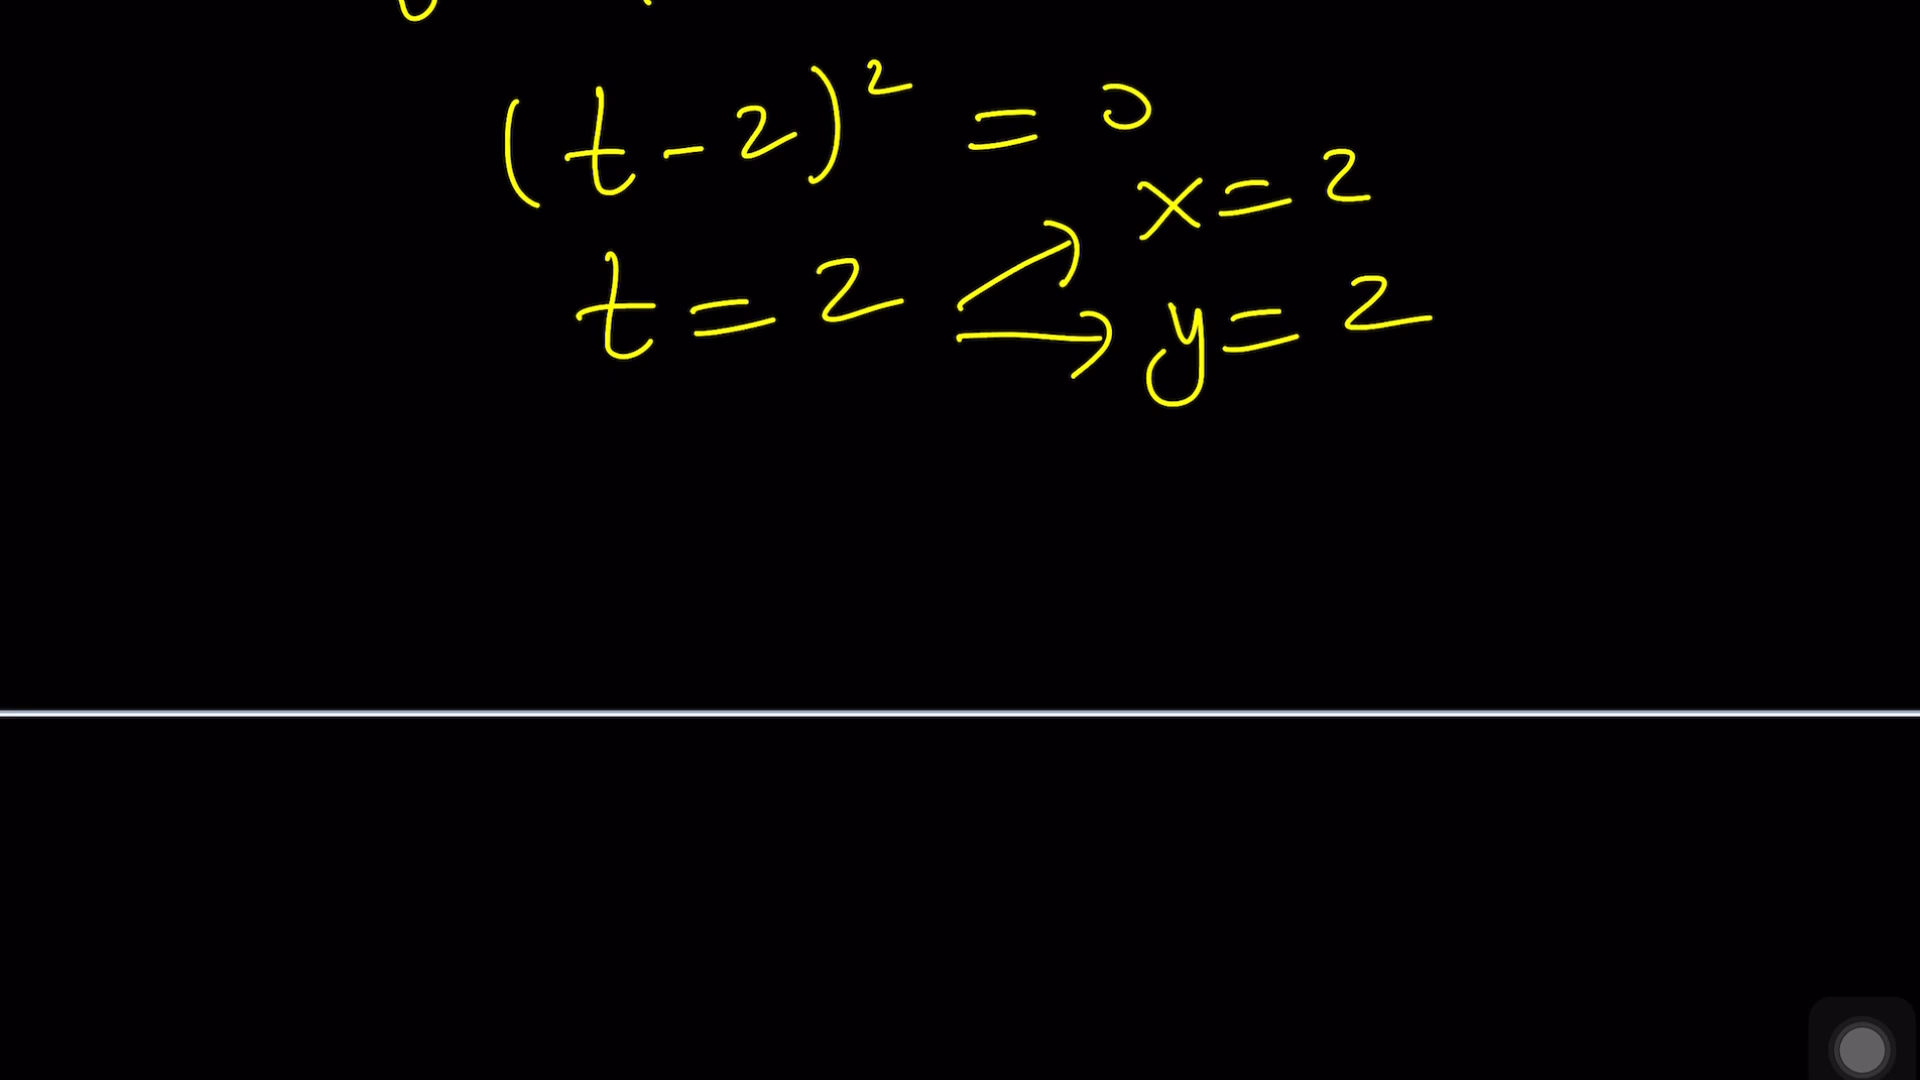 (t-2)² = 0
x = 2
t = 2
y = 2